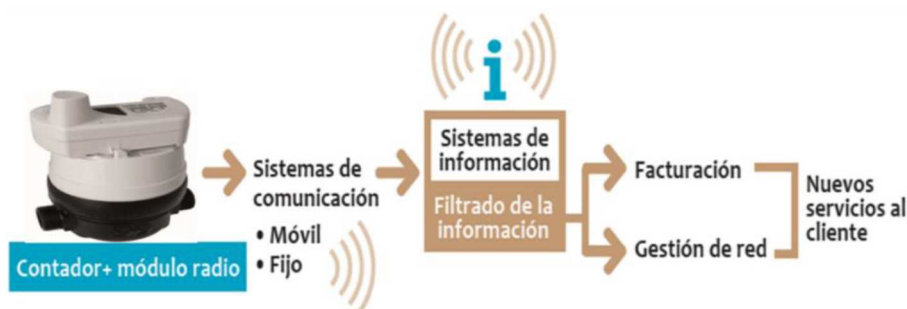 Contador+ módulo radio
Sistemas de
comunicación
• Móvil
• Fijo
i
Sistemas de
información
Filtrado de la
información
Facturación
Gestión de red
Nuevos
servicios al
cliente